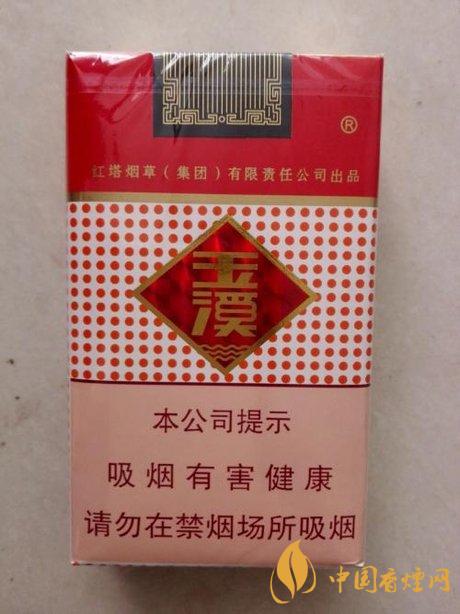 ®
红塔烟草（集团）有限责任公司出品
玉溪
本公司提示
吸烟有害健康
请勿在禁烟场所吸烟
中国香煙网